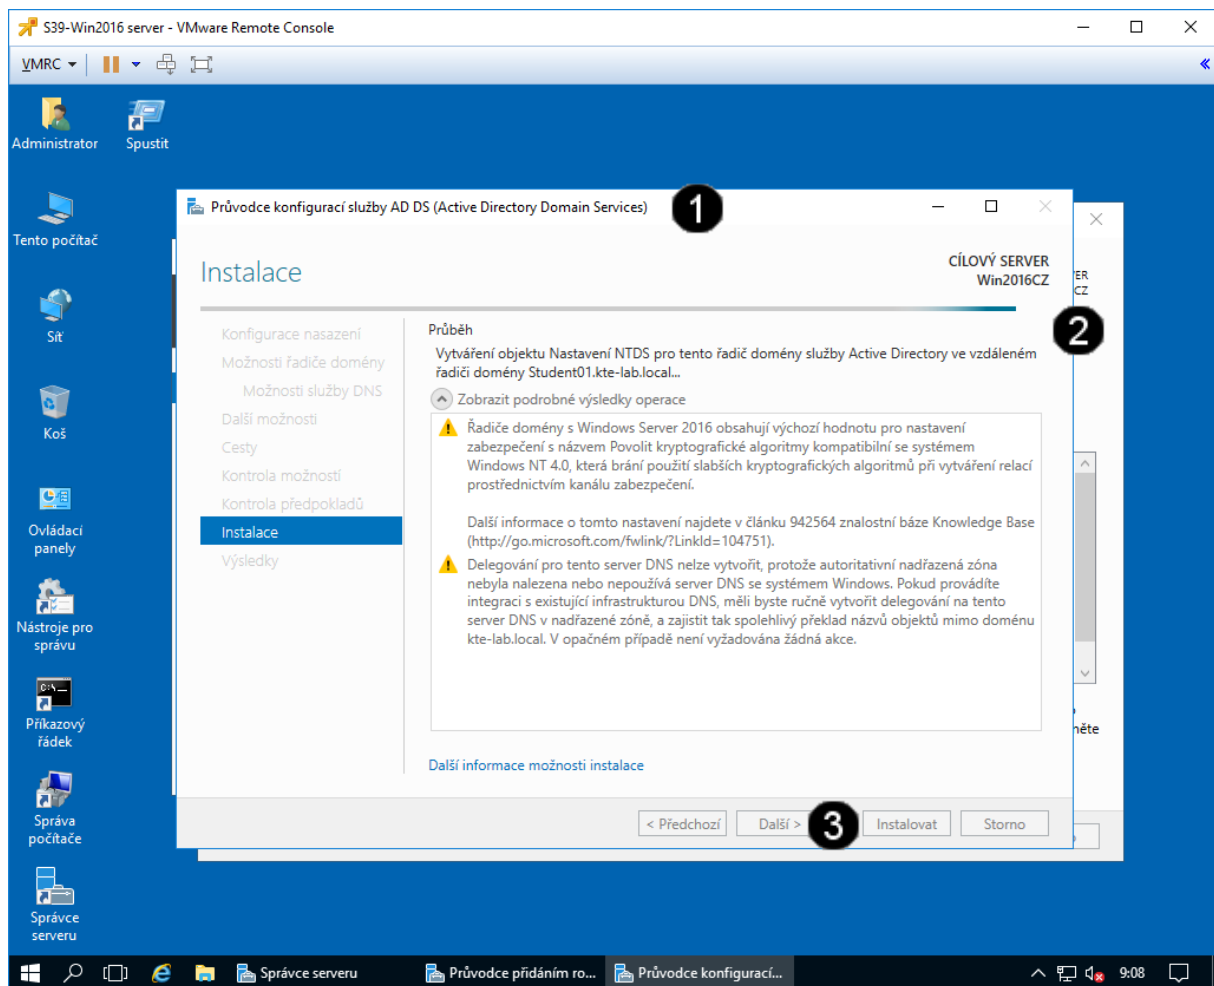 S39-Win2016 server - VMware Remote Console
VMRC
Administrator
Spustit
Tento počítač
Síť
Koš
Ovládací
panely
Nástroje pro
správu
C:\_
Příkazový
řádek
Správa
počítače
Správce
serveru
Průvodce konfigurací služby AD DS (Active Directory Domain Services)
1
Instalace
CÍLOVÝ SERVER
Win2016CZ
ER
CZ
2
Konfigurace nasazení
Možnosti řadiče domény
Možnosti služby DNS
Další možnosti
Cesty
Kontrola možností
Kontrola předpokladů
Instalace
Výsledky
Průběh
Vytváření objektu Nastavení NTDS pro tento řadič domény služby Active Directory ve vzdáleném
řadiči domény Student01.kte-lab.local...
Zobrazit podrobné výsledky operace
Řadiče domény s Windows Server 2016 obsahují výchozí hodnotu pro nastavení
zabezpečení s názvem Povolit kryptografické algoritmy kompatibilní se systémem
Windows NT 4.0, která brání použití slabších kryptografických algoritmů při vytváření relací
prostřednictvím kanálu zabezpečení.
Další informace o tomto nastavení najdete v článku 942564 znalostní báze Knowledge Base
(http://go.microsoft.com/fwlink/?LinkId=104751).
Delegování pro tento server DNS nelze vytvořit, protože autoritativní nadřazená zóna
nebyla nalezena nebo nepoužívá server DNS se systémem Windows. Pokud provádíte
integraci s existující infrastrukturou DNS, měli byste ručně vytvořit delegování na tento
server DNS v nadřazené zóně, a zajistit tak spolehlivý překlad názvů objektů mimo doménu
kte-lab.local. V opačném případě není vyžadována žádná akce.
něte
Další informace možnosti instalace
< Předchozí
Další >
3
Instalovat
Storno
Správce serveru
Průvodce přidáním ro...
Průvodce konfigurací...
9:08